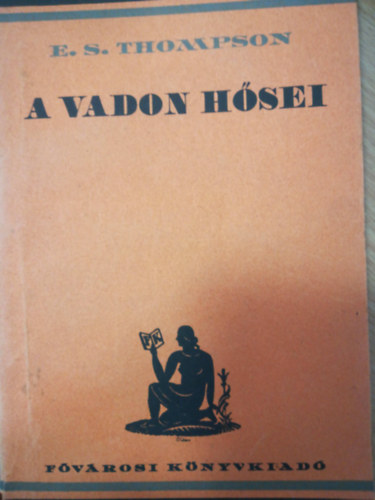 E. S. THOMPSON
A VADON HŐSEI
FŐVÁROSI KÖNYVKIADÓ